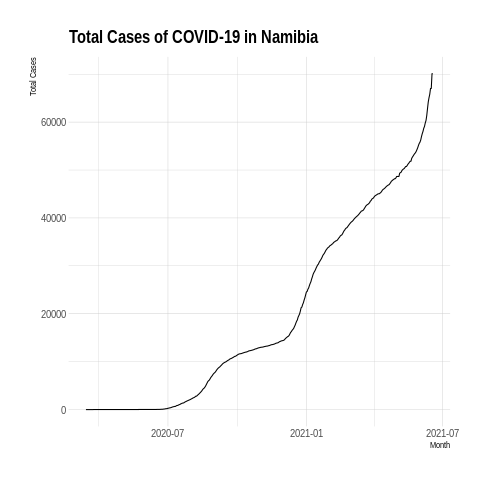 Total Cases of COVID-19 in Namibia
Total Cases
60000
40000
20000
0
2020-07 2021-01 2021-07
Month